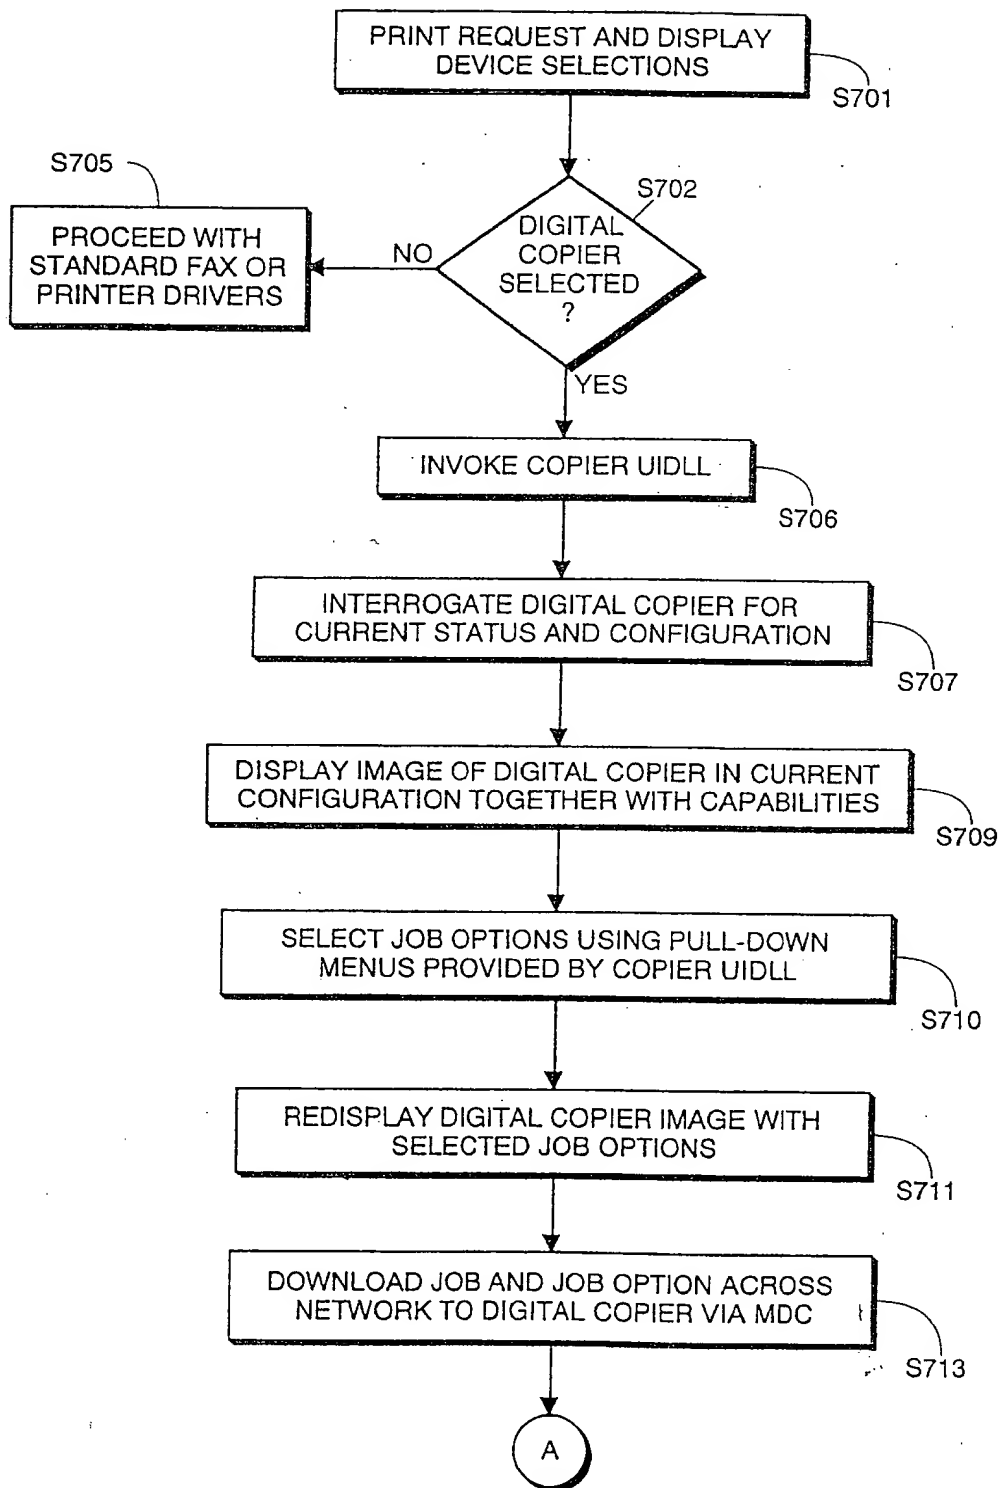 PRINT REQUEST AND DISPLAY
DEVICE SELECTIONS
S701
S705
S702
PROCEED WITH
STANDARD FAX OR
PRINTER DRIVERS
NO
DIGITAL
COPIER
SELECTED
?
YES
INVOKE COPIER UIDLL
S706
INTERROGATE DIGITAL COPIER FOR
CURRENT STATUS AND CONFIGURATION
S707
DISPLAY IMAGE OF DIGITAL COPIER IN CURRENT
CONFIGURATION TOGETHER WITH CAPABILITIES
S709
SELECT JOB OPTIONS USING PULL-DOWN
MENUS PROVIDED BY COPIER UIDLL
S710
REDISPLAY DIGITAL COPIER IMAGE WITH
SELECTED JOB OPTIONS
S711
DOWNLOAD JOB AND JOB OPTION ACROSS
NETWORK TO DIGITAL COPIER VIA MDC
S713
A